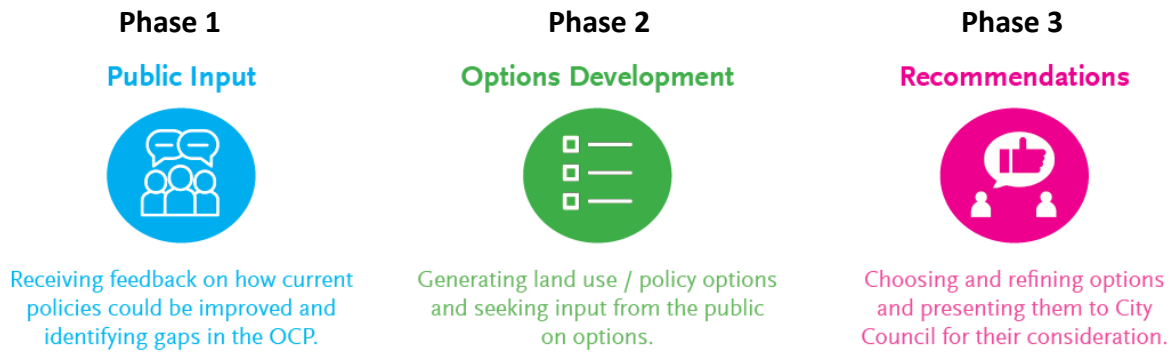 Phase 1
Public Input
Receiving feedback on how current
policies could be improved and
identifying gaps in the OCP.
Phase 2
Options Development
Generating land use / policy options
and seeking input from the public
on options.
Phase 3
Recommendations
Choosing and refining options
and presenting them to City
Council for their consideration.